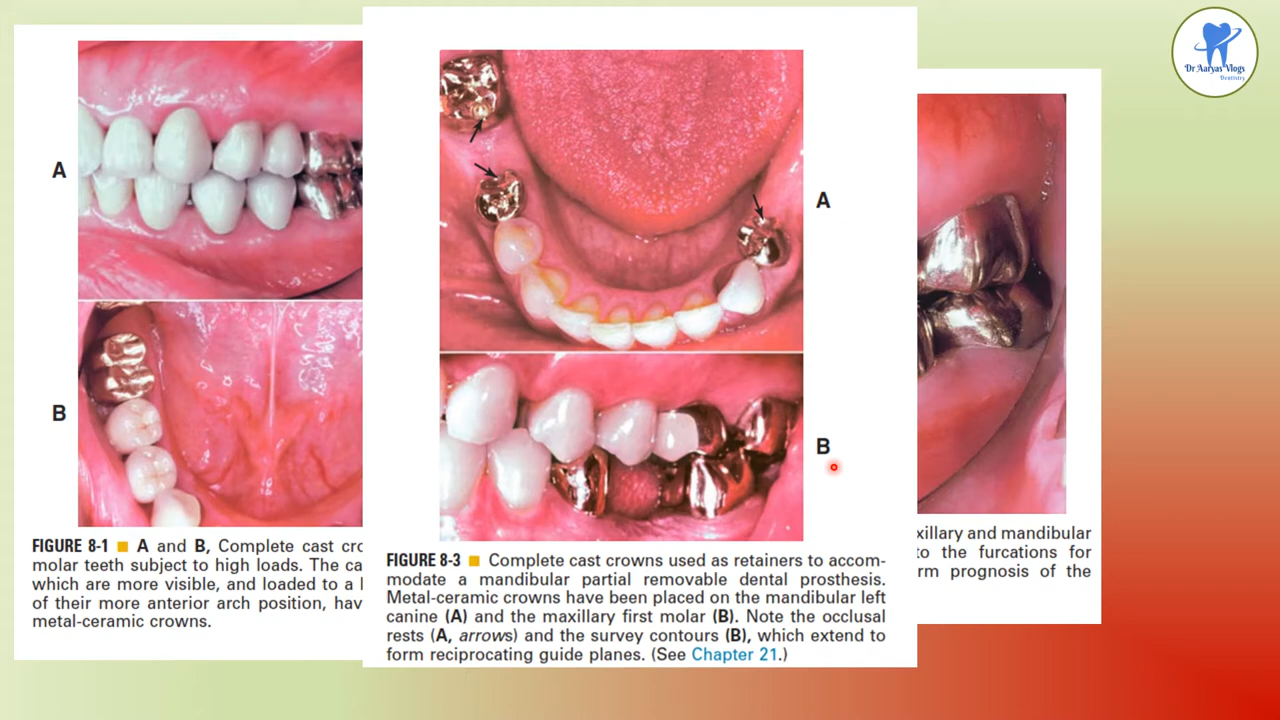 A
B
FIGURE 8-1 ■ A and B, Complete cast cro
molar teeth subject to high loads. The ca
which are more visible, and loaded to a l
of their more anterior arch position, hav
metal-ceramic crowns.
A
B
FIGURE 8-3 ■ Complete cast crowns used as retainers to accom-
modate a mandibular partial removable dental prosthesis.
Metal-ceramic crowns have been placed on the mandibular left
canine (A) and the maxillary first molar (B). Note the occlusal
rests (A, arrows) and the survey contours (B), which extend to
form reciprocating guide planes. (See Chapter 21.)
xillary and mandibular
to the furcations for
rm prognosis of the
Dr Aaryas Vlogs
Dentistry